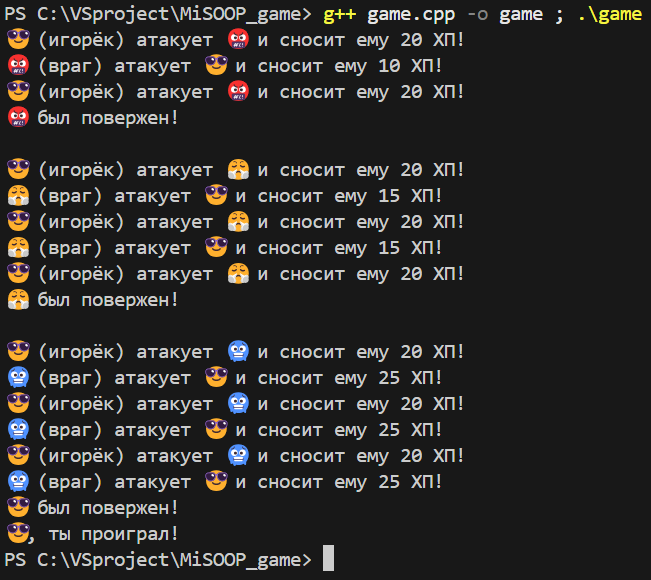 PS C:\VSproject\MiSOOP_game> g++ game.cpp -o game ; .\game
😎 (игорёк) атакует 🤬 и сносит ему 20 ХП!
🤬 (враг) атакует 😎 и сносит ему 10 ХП!
😎 (игорёк) атакует 🤬 и сносит ему 20 ХП!
🤬 был повержен!

😎 (игорёк) атакует 😤 и сносит ему 20 ХП!
😤 (враг) атакует 😎 и сносит ему 15 ХП!
😎 (игорёк) атакует 😤 и сносит ему 20 ХП!
😤 (враг) атакует 😎 и сносит ему 15 ХП!
😎 (игорёк) атакует 😤 и сносит ему 20 ХП!
😤 был повержен!

😎 (игорёк) атакует 🥶 и сносит ему 20 ХП!
🥶 (враг) атакует 😎 и сносит ему 25 ХП!
😎 (игорёк) атакует 🥶 и сносит ему 20 ХП!
🥶 (враг) атакует 😎 и сносит ему 25 ХП!
😎 (игорёк) атакует 🥶 и сносит ему 20 ХП!
🥶 (враг) атакует 😎 и сносит ему 25 ХП!
😎 был повержен!
😎, ты проиграл!
PS C:\VSproject\MiSOOP_game>